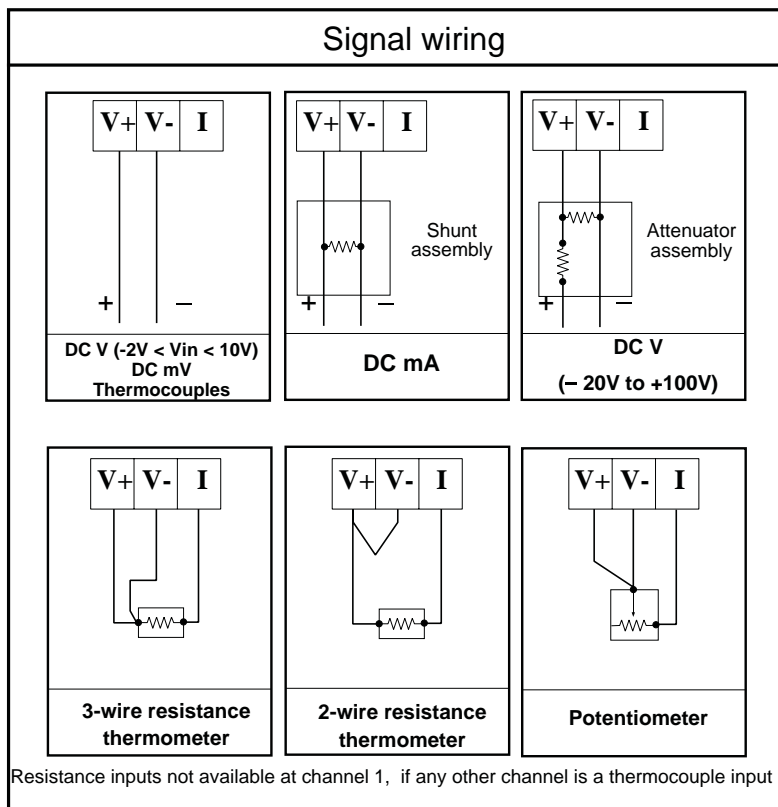 Signal wiring
V+ V- I
+ –
DC V (-2V < Vin < 10V)
DC mV
Thermocouples
V+ V- I
Shunt
assembly
+ –
DC mA
V+ V- I
Attenuator
assembly
+ –
DC V
(– 20V to +100V)
V+ V- I
3-wire resistance
thermometer
V+ V- I
2-wire resistance
thermometer
V+ V- I
Potentiometer
Resistance inputs not available at channel 1, if any other channel is a thermocouple input